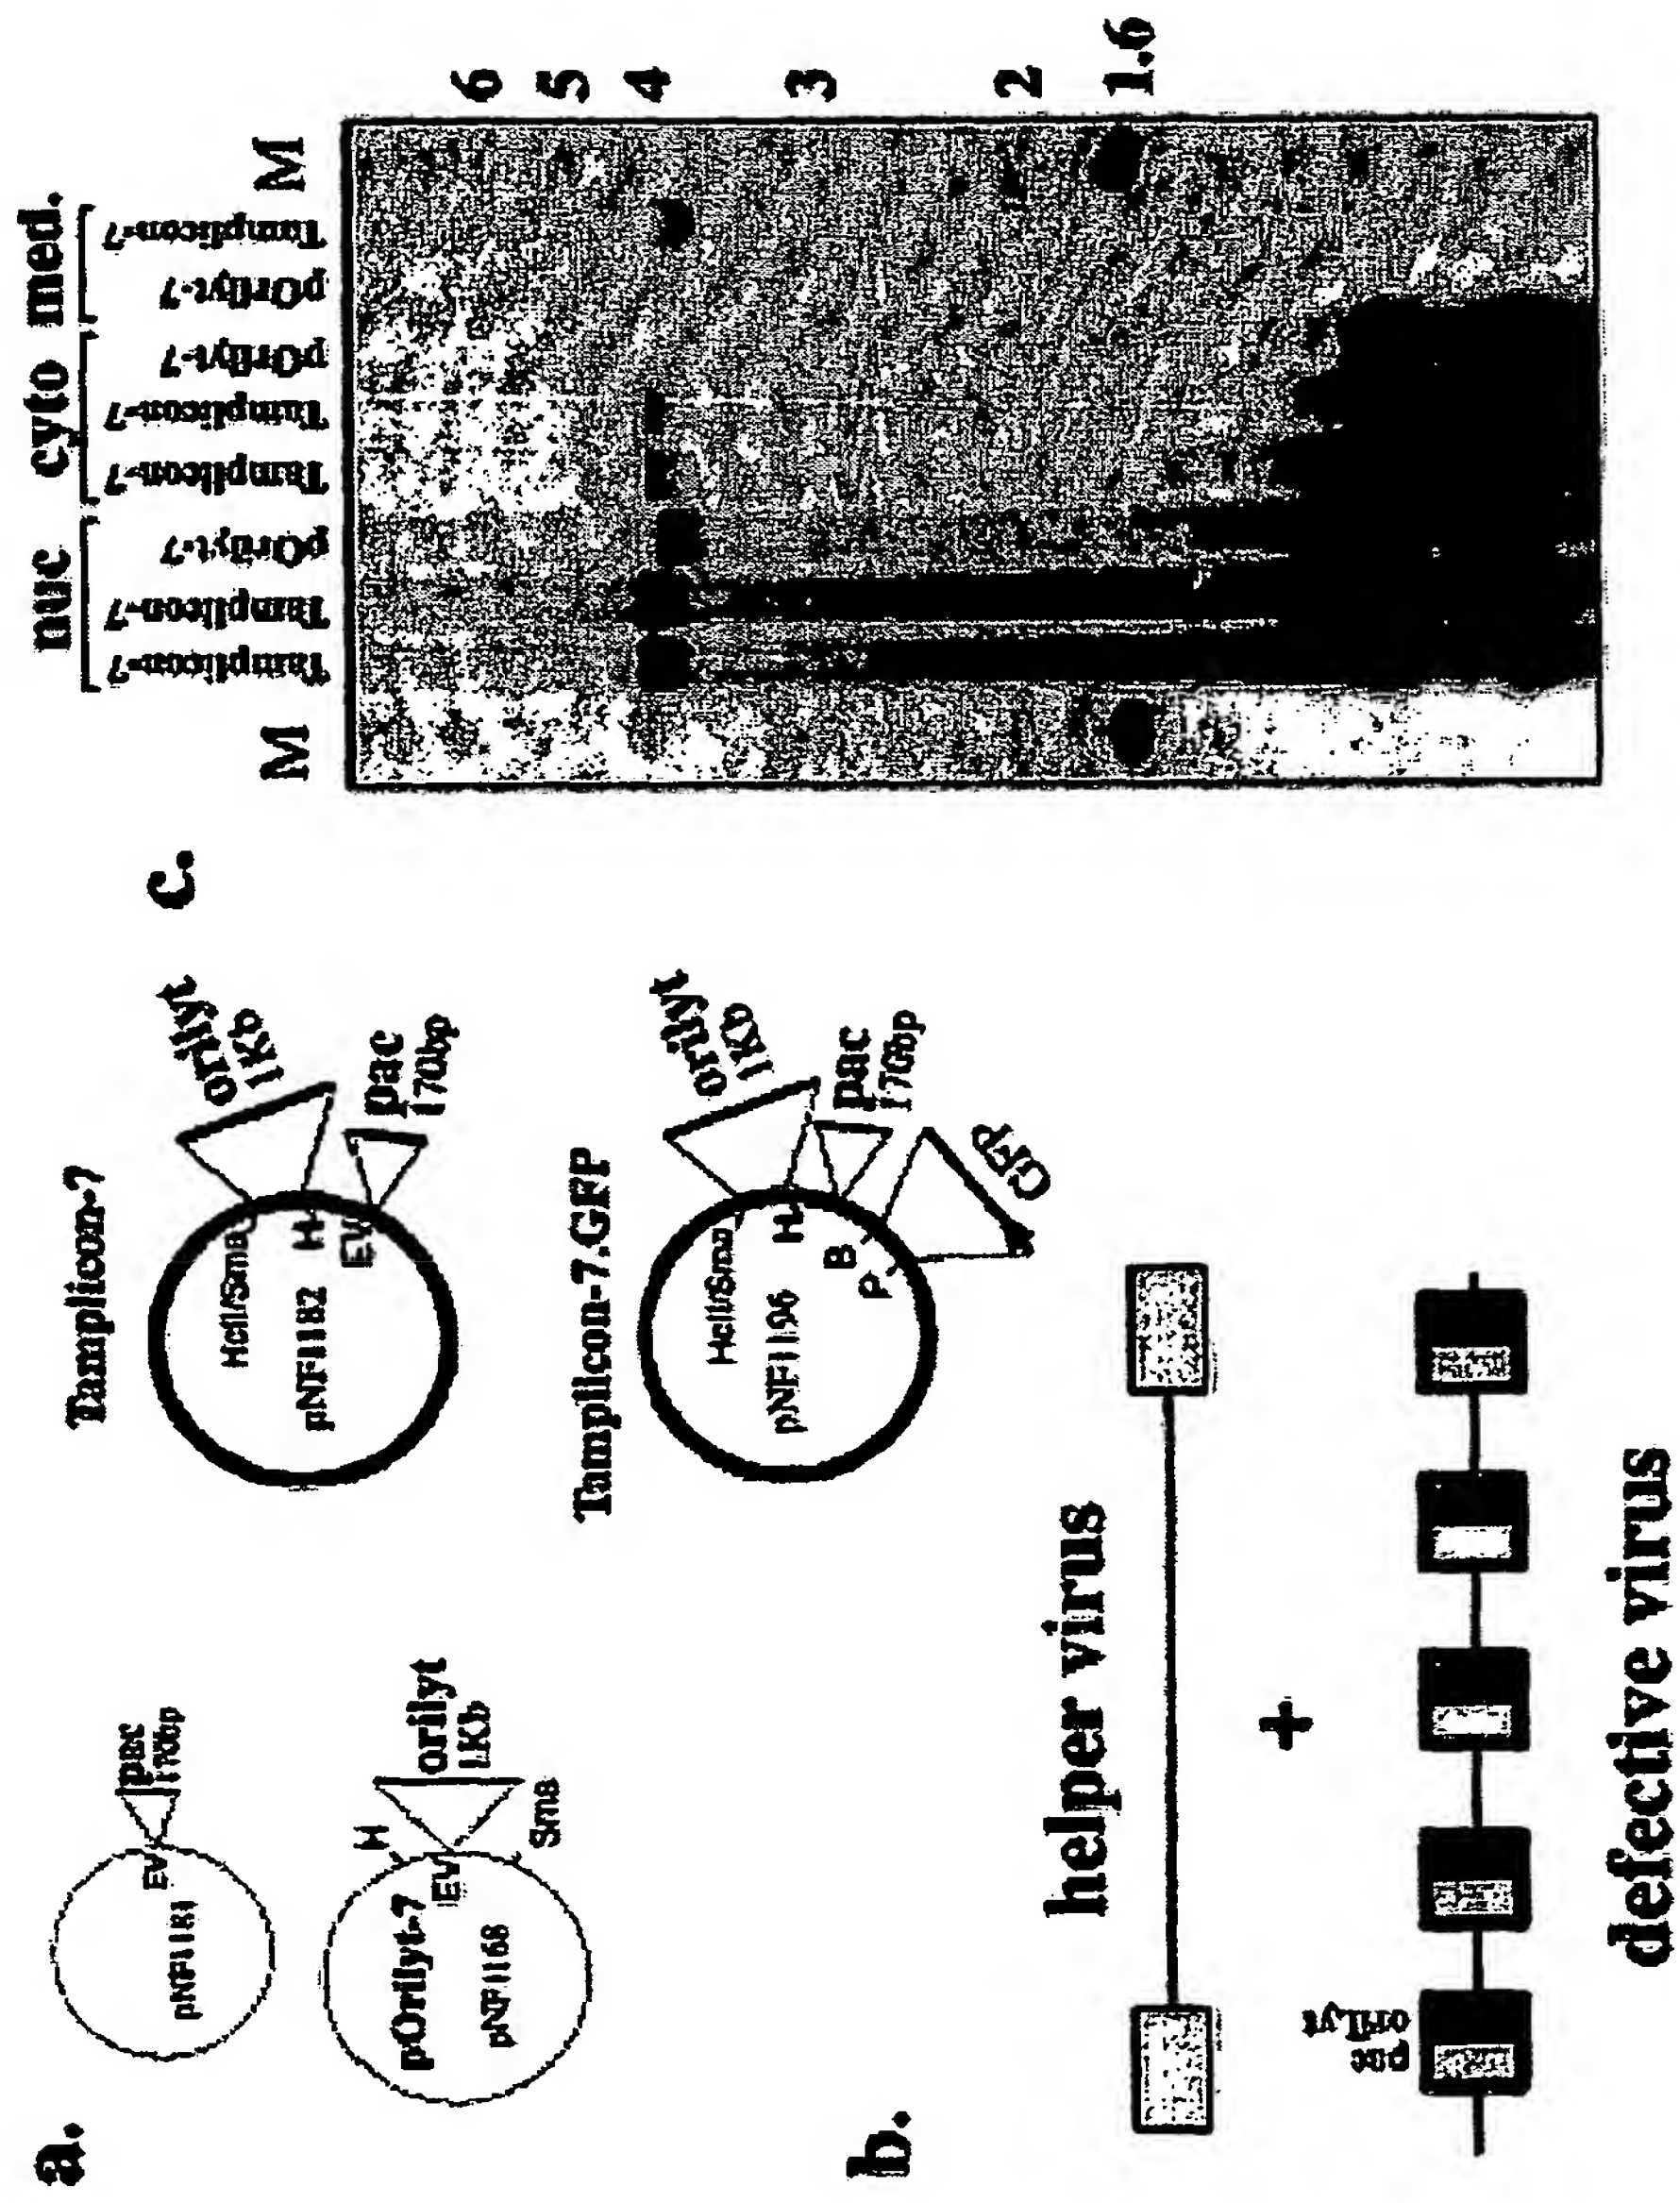 a.
pac
170bp
EV
pNF1181
orilyt
1Kb
H
EV
Sma
pOrilyt-7
pNF1168
Tamplicon-7
orilyt
1Kb
pac
170bp
HcII/Sma
H
EV
pNF1182
Tamplicon-7.GFP
orilyt
1Kb
pac
170bp
GFP
HcII/Sma
H
B
P
pNF1196
b.
helper virus
+
pac
oriLyt
defective virus
c.
nuc cyto med.
M
Tamplicon-7
Tamplicon-7
pOrilyt-7
Tamplicon-7
Tamplicon-7
pOrilyt-7
pOrilyt-7
Tamplicon-7
M
6
5
4
3
2
1.6